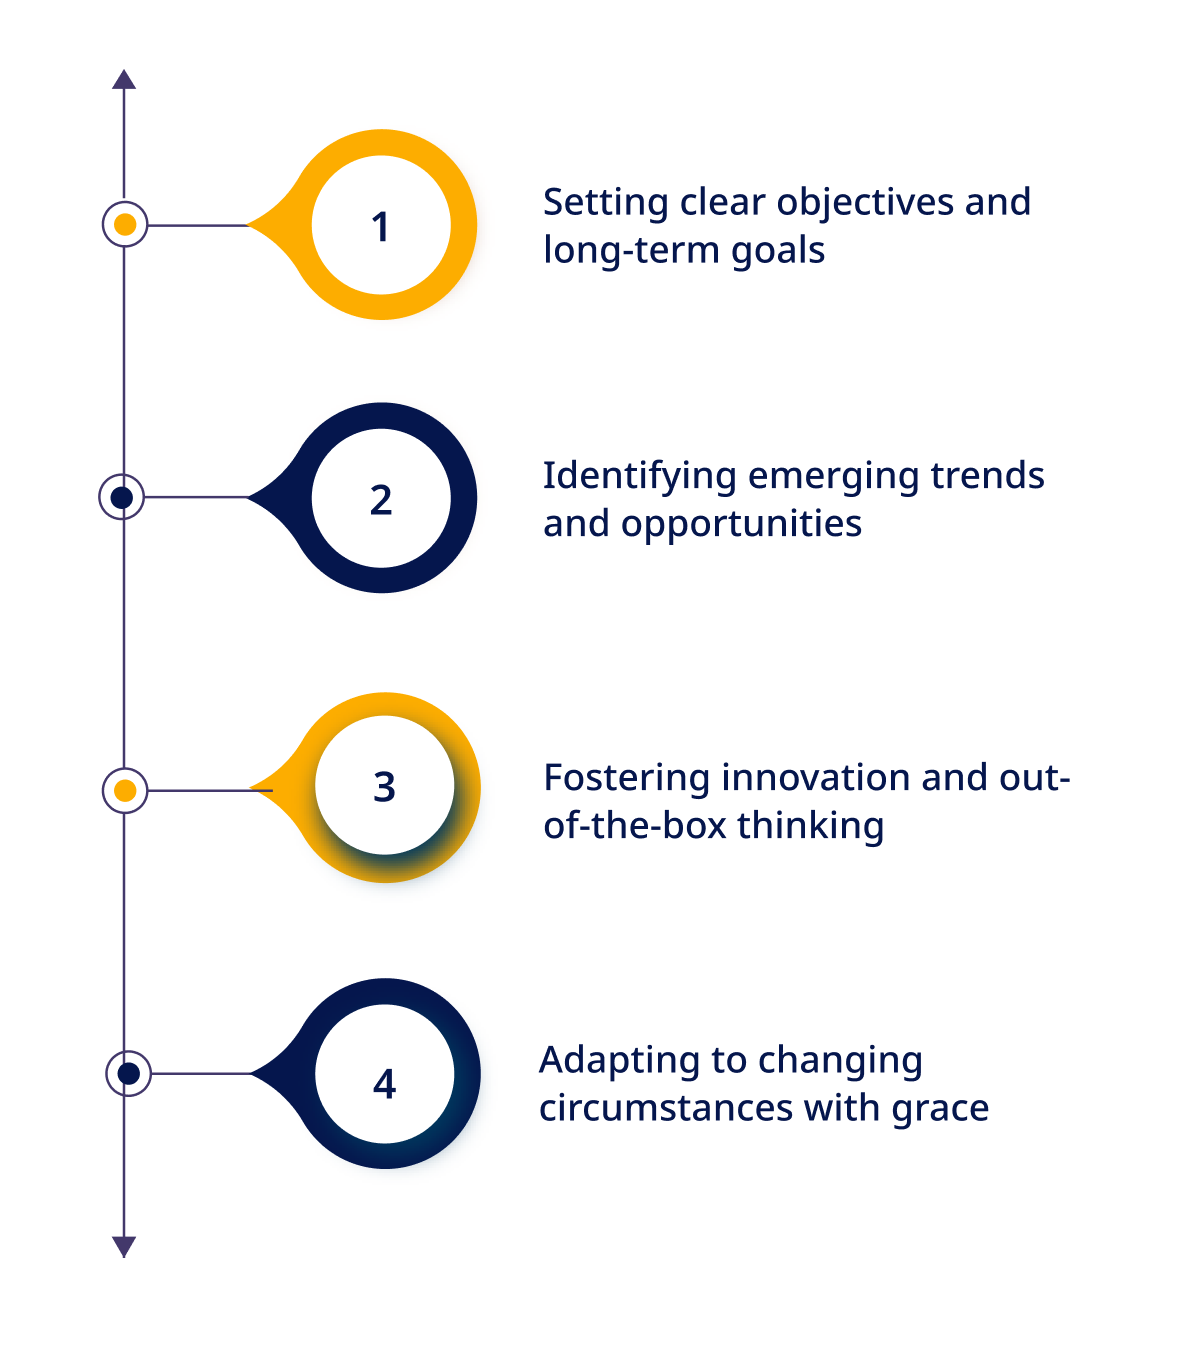 1
Setting clear objectives and
long-term goals
2
Identifying emerging trends
and opportunities
3
Fostering innovation and out-
of-the-box thinking
4
Adapting to changing
circumstances with grace